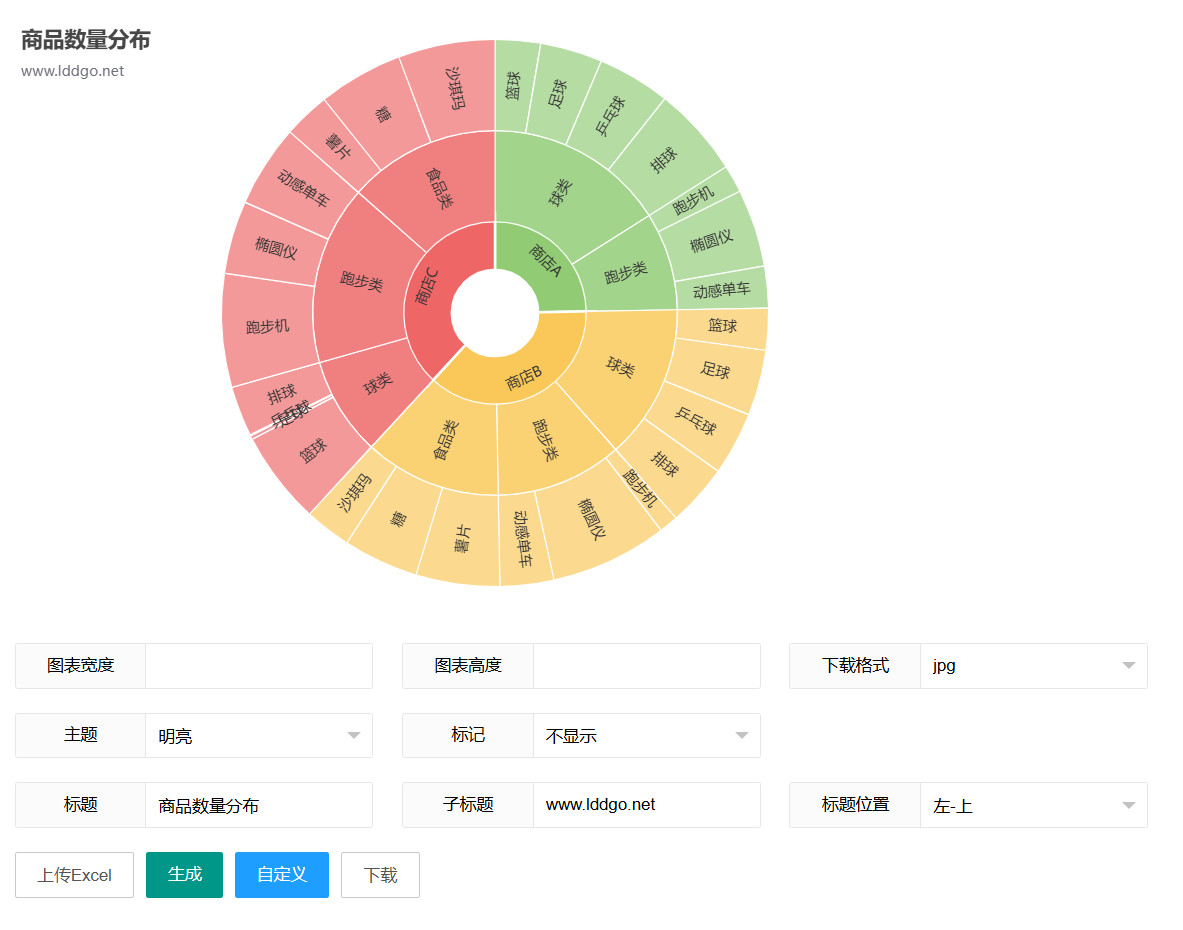 商品数量分布
www.lddgo.net
篮球
足球
乒乓球
排球
跑步机
椭圆仪
动感单车
篮球
足球
乒乓球
排球
跑步机
椭圆仪
动感单车
薯片
糖
沙琪玛
篮球
足球
乒乓球
排球
跑步机
椭圆仪
动感单车
薯片
糖
沙琪玛
球类
跑步类
球类
跑步类
食品类
球类
跑步类
食品类
商店A
商店B
商店C
图表宽度
图表高度
下载格式 jpg
主题 明亮
标记 不显示
标题 商品数量分布
子标题 www.lddgo.net
标题位置 左-上
上传Excel 生成 自定义 下载